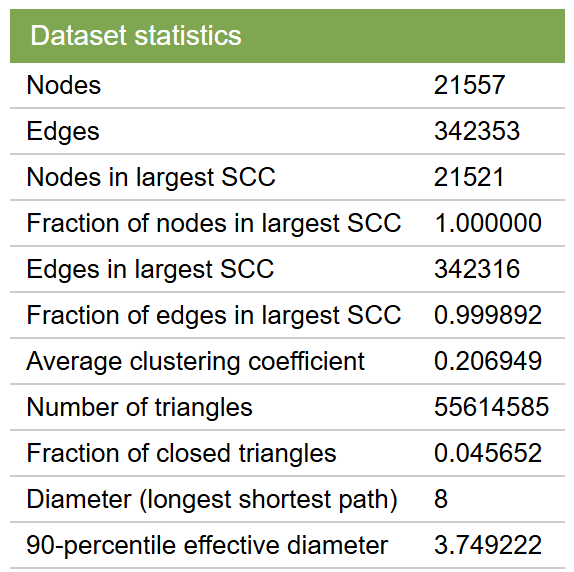 Dataset statistics
Nodes 21557
Edges 342353
Nodes in largest SCC 21521
Fraction of nodes in largest SCC 1.000000
Edges in largest SCC 342316
Fraction of edges in largest SCC 0.999892
Average clustering coefficient 0.206949
Number of triangles 55614585
Fraction of closed triangles 0.045652
Diameter (longest shortest path) 8
90-percentile effective diameter 3.749222